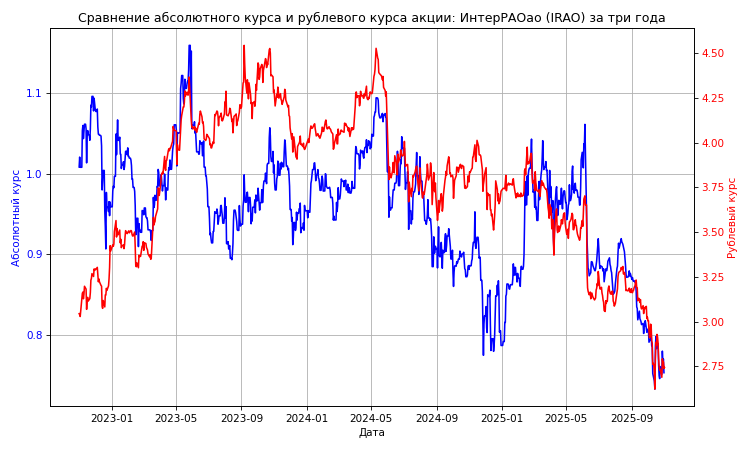 Сравнение абсолютного курса и рублевого курса акции: ИнтерРАОао (IRAO) за три года
1.1
1.0
0.9
0.8
Абсолютный курс
4.50
4.25
4.00
3.75
3.50
3.25
3.00
2.75
Рублевый курс
2023-01 2023-05 2023-09 2024-01 2024-05 2024-09 2025-01 2025-05 2025-09
Дата